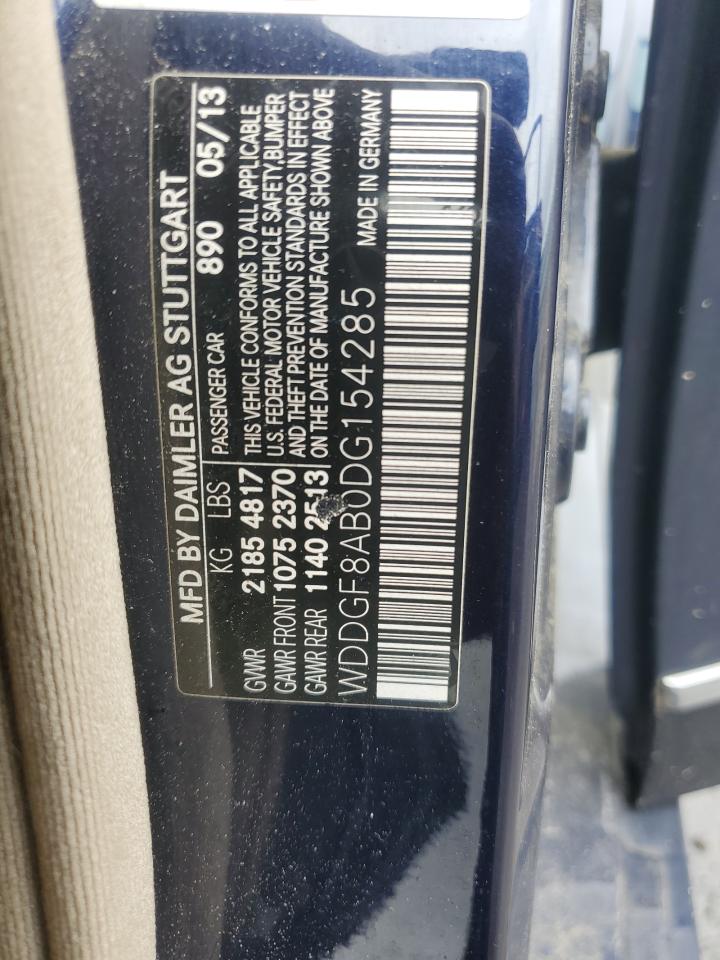 MFD BY DAIMLER AG STUTTGART
KG LBS PASSENGER CAR 890 05/13
GVWR 2185 4817 THIS VEHICLE CONFORMS TO ALL APPLICABLE
GAWR FRONT 1075 2370 U.S. FEDERAL MOTOR VEHICLE SAFETY,BUMPER
AND THEFT PREVENTION STANDARDS IN EFFECT
GAWR REAR 1140 2513 ON THE DATE OF MANUFACTURE SHOWN ABOVE
WDDGF8AB0DG154285 MADE IN GERMANY